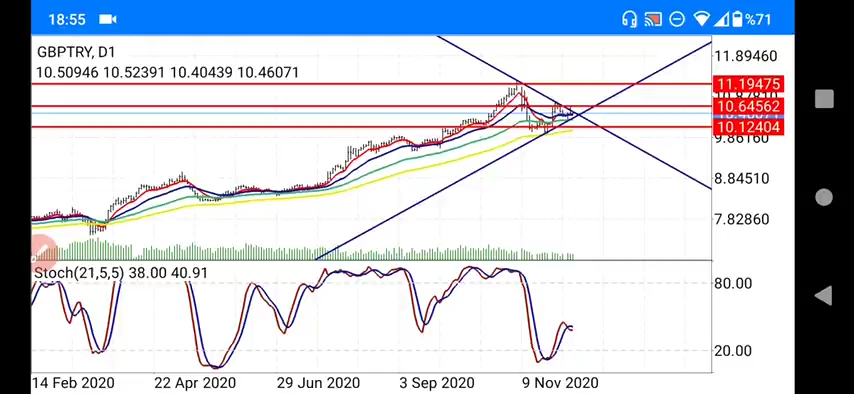 18:55
%71
GBPTRY, D1
10.50946 10.52391 10.40439 10.46071
11.89460
11.19475
10.64562
10.12404
9.86160
8.84510
7.82860
Stoch(21,5,5) 38.00 40.91
80.00
20.00
14 Feb 2020
22 Apr 2020
29 Jun 2020
3 Sep 2020
9 Nov 2020